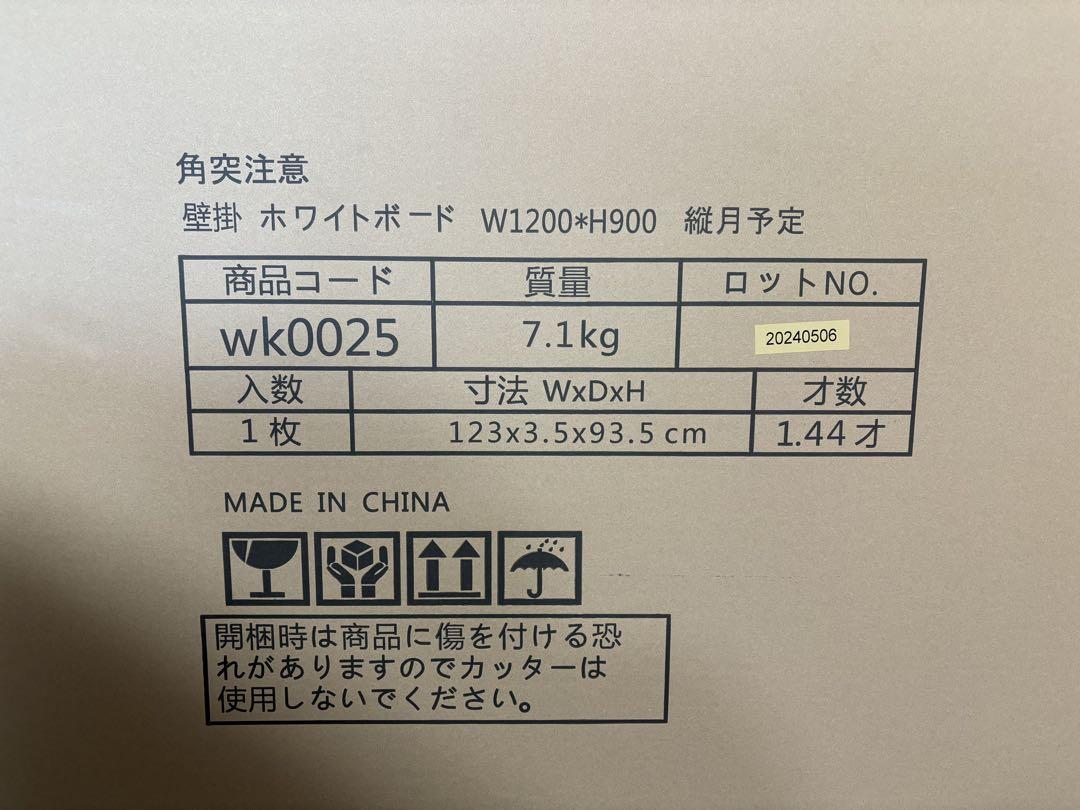 角突注意
壁掛 ホワイトボード W1200*H900 縦月予定
商品コード 質量 ロットNO.
wk0025 7.1kg 20240506
入数 寸法 WxDxH 才数
1枚 123x3.5x93.5cm 1.44才
MADE IN CHINA
開梱時は商品に傷を付ける恐
れがありますのでカッターは
使用しないでください。